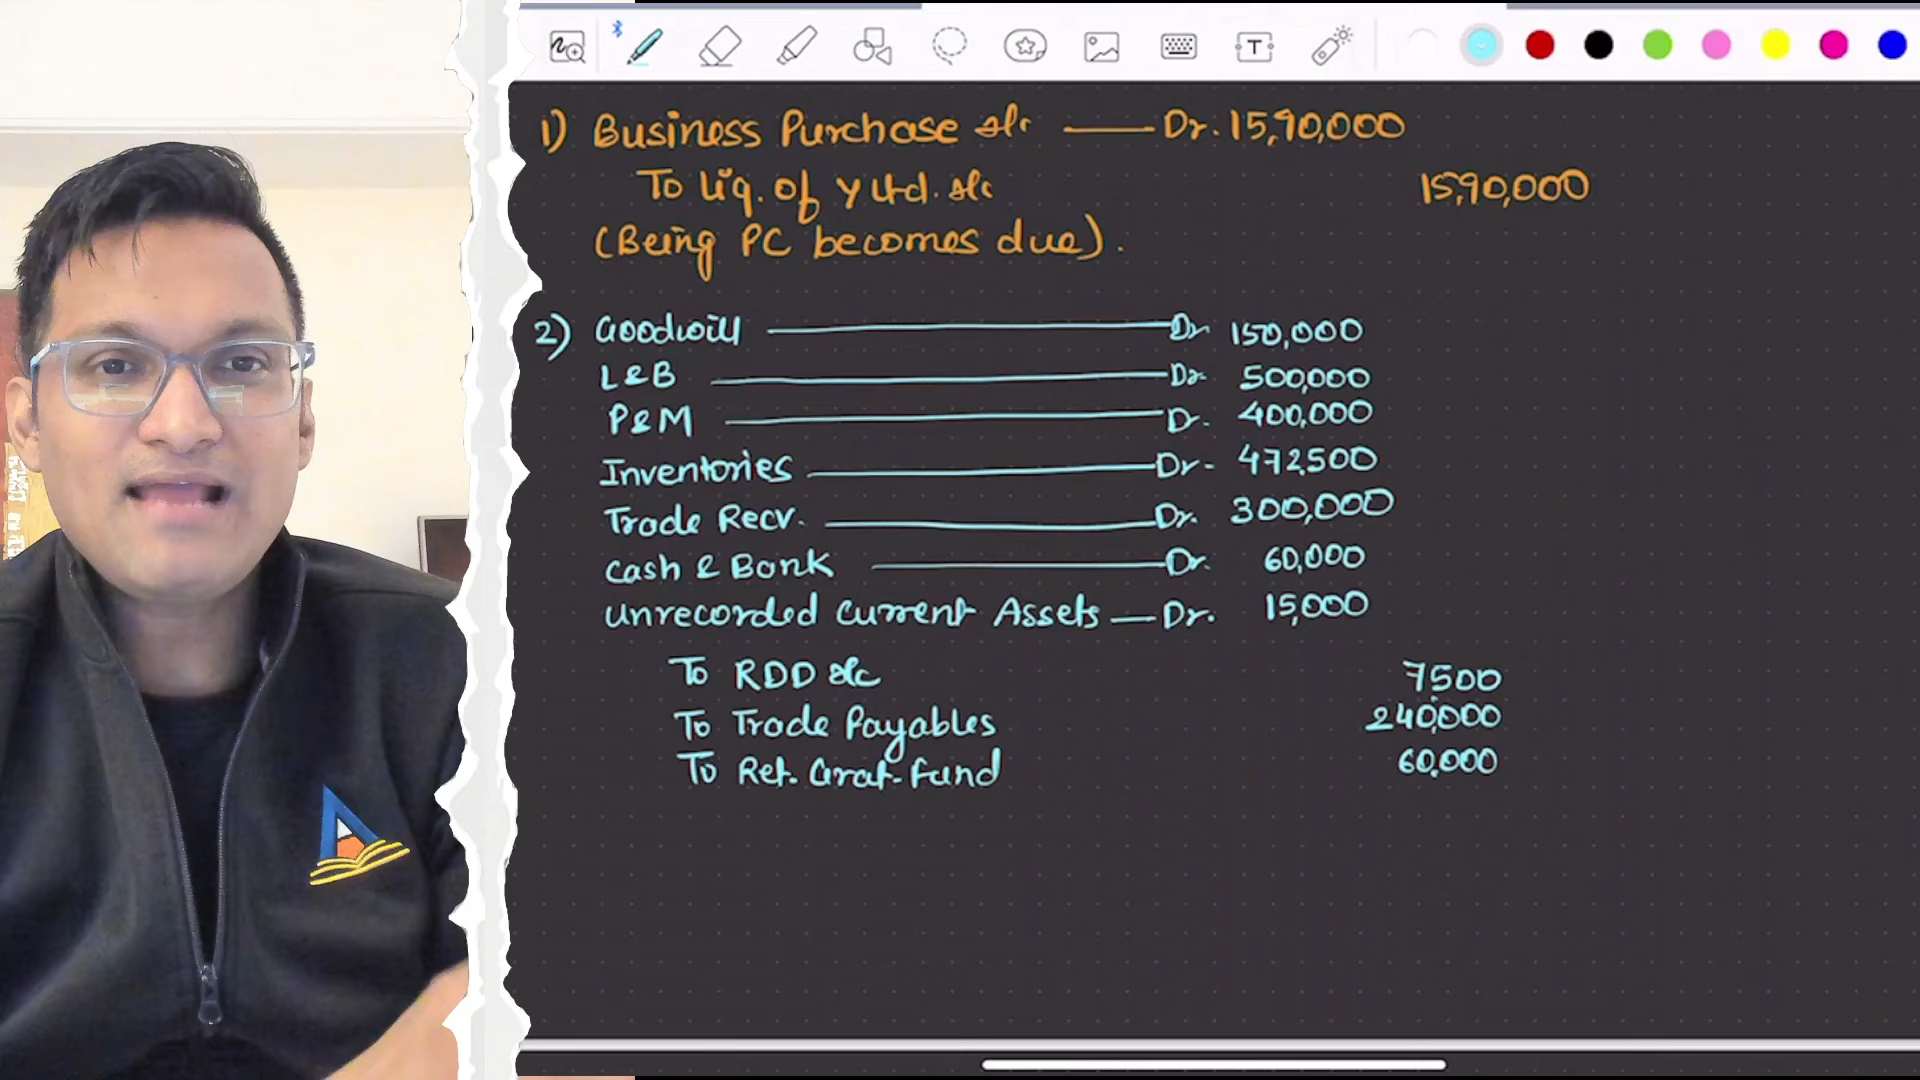 1) Business Purchase a/c —— Dr. 15,90,000
To Liq. of Y Ltd. a/c 15,90,000
(Being PC becomes due).
2) Goodwill —— Dr 150,000
L&B —— Dr. 500,000
P&M —— Dr. 400,000
Inventories —— Dr. 472,500
Trade Recv. —— Dr. 300,000
Cash & Bank —— Dr. 60,000
Unrecorded Current Assets — Dr. 15,000
To RDD a/c 7500
To Trade Payables 240,000
To Ret. Grat. Fund 60,000